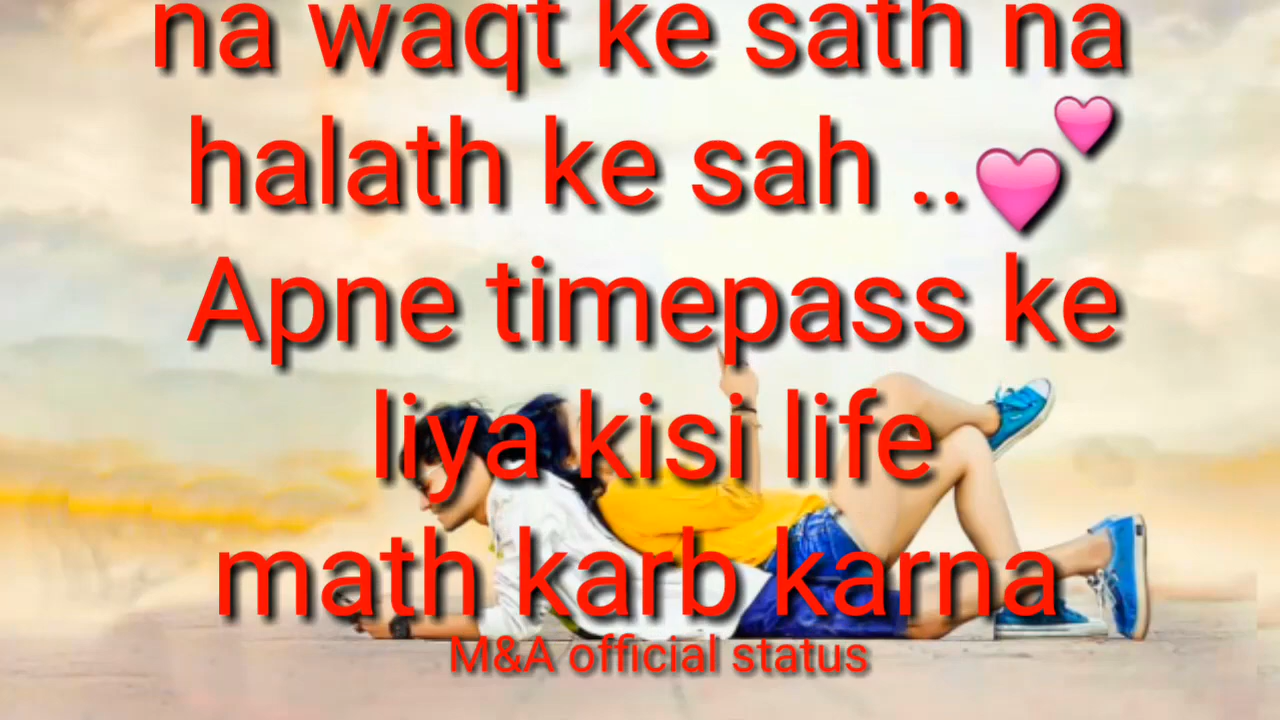 na waqt ke sath na
halath ke sah ..💕
Apne timepass ke
liya kisi life
math karb karna
M&A official status